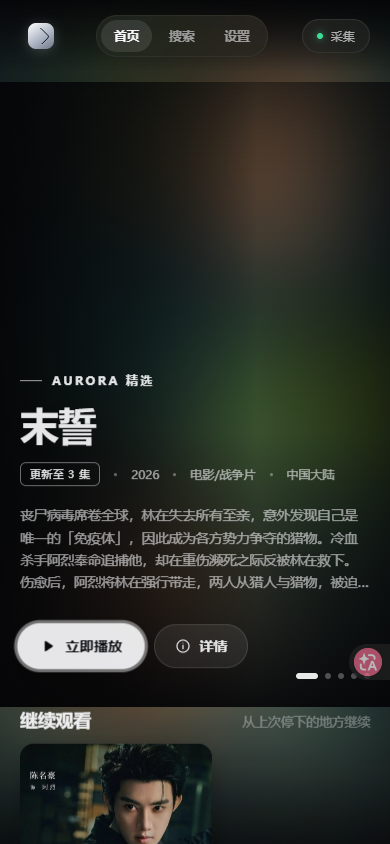 首页 搜索 设置 采集
AURORA 精选
末誓
更新至 3 集 · 2026 · 电影/战争片 · 中国大陆
丧尸病毒席卷全球，林在失去所有至亲，意外发现自己是
唯一的「免疫体」，因此成为各方势力争夺的猎物。冷血
杀手阿烈奉命追捕他，却在重伤濒死之际反被林在救下。
伤愈后，阿烈将林在强行带走，两人从猎人与猎物，被迫...
立即播放 详情
继续观看 从上次停下的地方继续
陈名豪
饰 阿烈